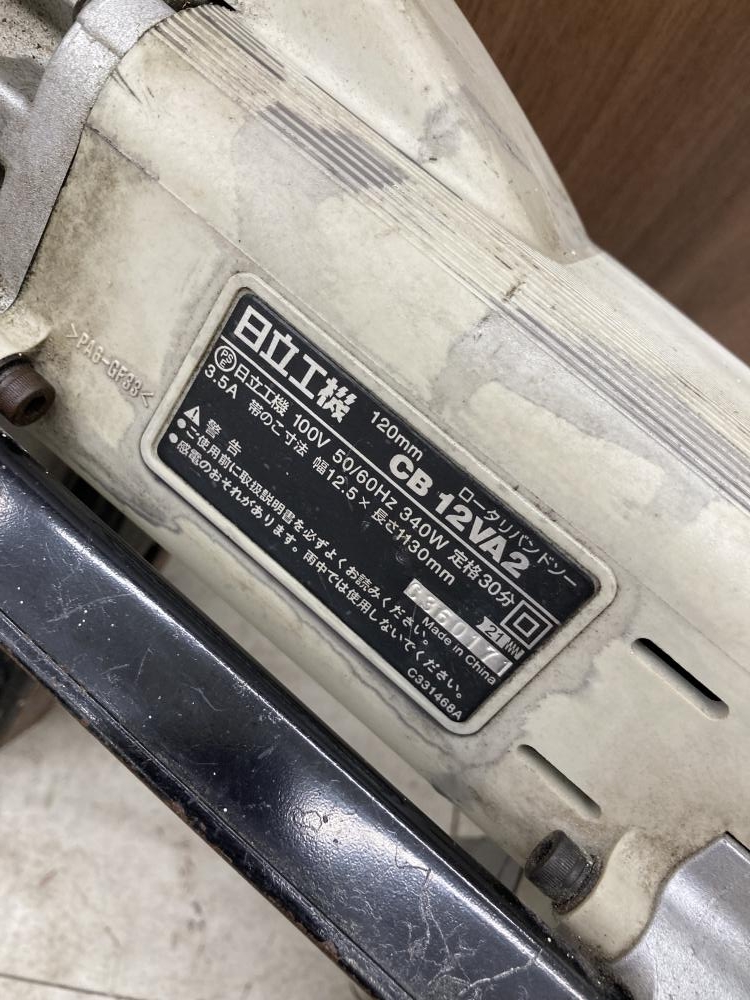 >PA6-GF33<
日立工機
120mm
ロータリバンドソー
CB 12VA2
PSE 日立工機 100V 50/60Hz 340W 定格30分
3.5A 帯のこ寸法 幅12.5×長さ1130mm
警告
●ご使用前に取扱説明書を必ずよくお読みください。
●感電のおそれがあります。雨中では使用しないでください。
21
Made in China
C331468A